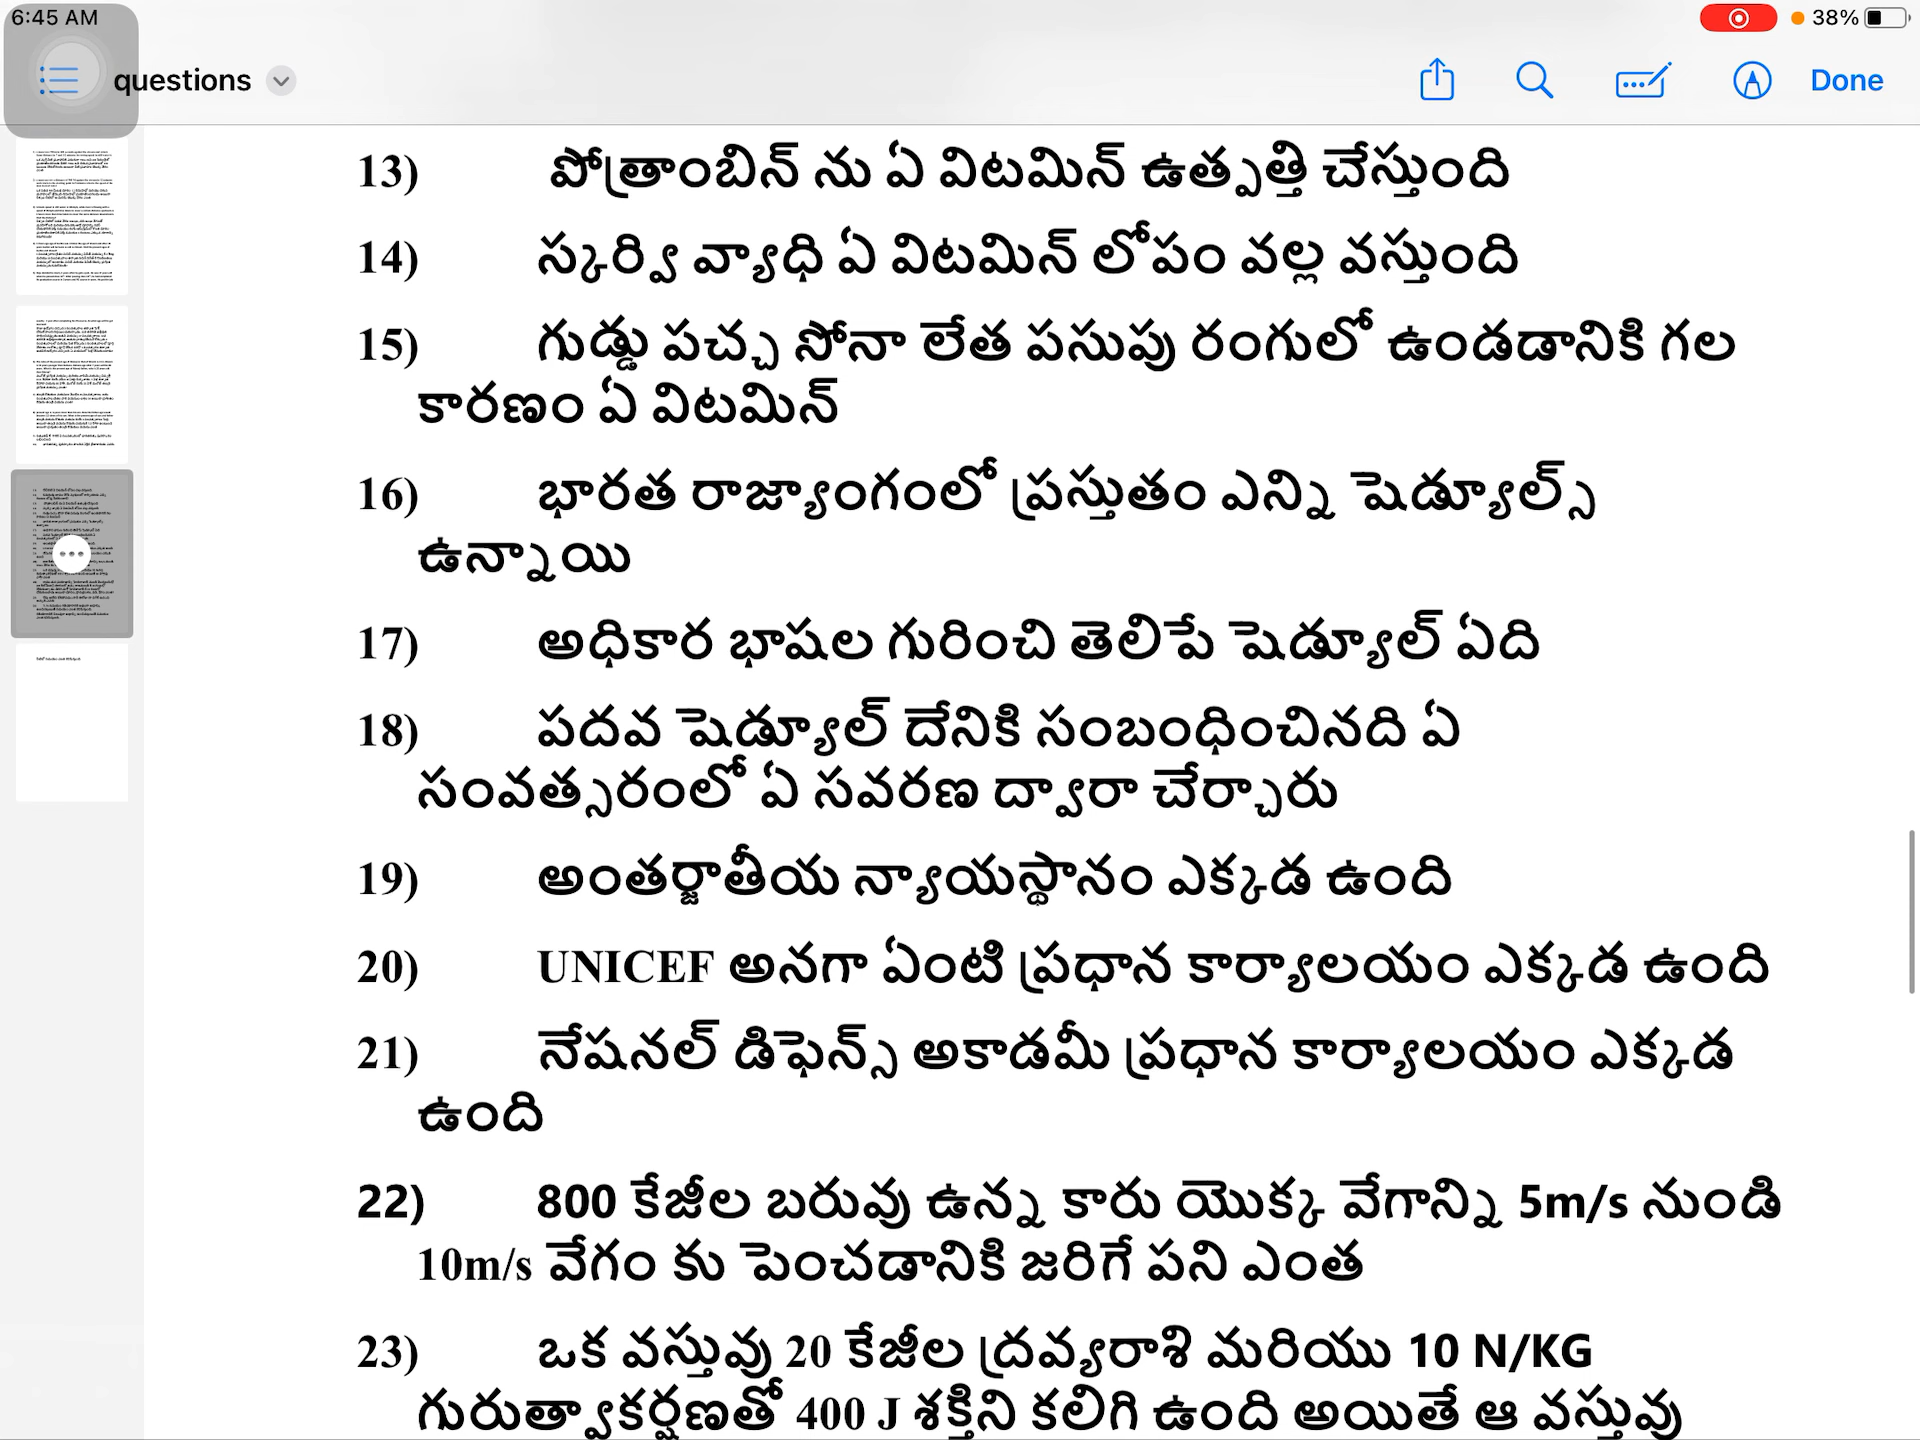 6:45 AM
38%
questions
Done
13) పోత్రాంబిన్ ను ఏ విటమిన్ ఉత్పత్తి చేస్తుంది
14) స్కర్వి వ్యాధి ఏ విటమిన్ లోపం వల్ల వస్తుంది
15) గుడ్డు పచ్చ సోనా లేత పసుపు రంగులో ఉండడానికి గల
కారణం ఏ విటమిన్
16) భారత రాజ్యాంగంలో ప్రస్తుతం ఎన్ని షెడ్యూల్స్
ఉన్నాయి
17) అధికార భాషల గురించి తెలిపే షెడ్యూల్ ఏది
18) పదవ షెడ్యూల్ దేనికి సంబంధించినది ఏ
సంవత్సరంలో ఏ సవరణ ద్వారా చేర్చారు
19) అంతర్జాతీయ న్యాయస్థానం ఎక్కడ ఉంది
20) UNICEF అనగా ఏంటి ప్రధాన కార్యాలయం ఎక్కడ ఉంది
21) నేషనల్ డిఫెన్స్ అకాడమీ ప్రధాన కార్యాలయం ఎక్కడ
ఉంది
22) 800 కేజీల బరువు ఉన్న కారు యొక్క వేగాన్ని 5m/s నుండి
10m/s వేగం కు పెంచడానికి జరిగే పని ఎంత
23) ఒక వస్తువు 20 కేజీల ద్రవ్యరాశి మరియు 10 N/KG
గురుత్వాకర్షణతో 400 J శక్తిని కలిగి ఉంది అయితే ఆ వస్తువు